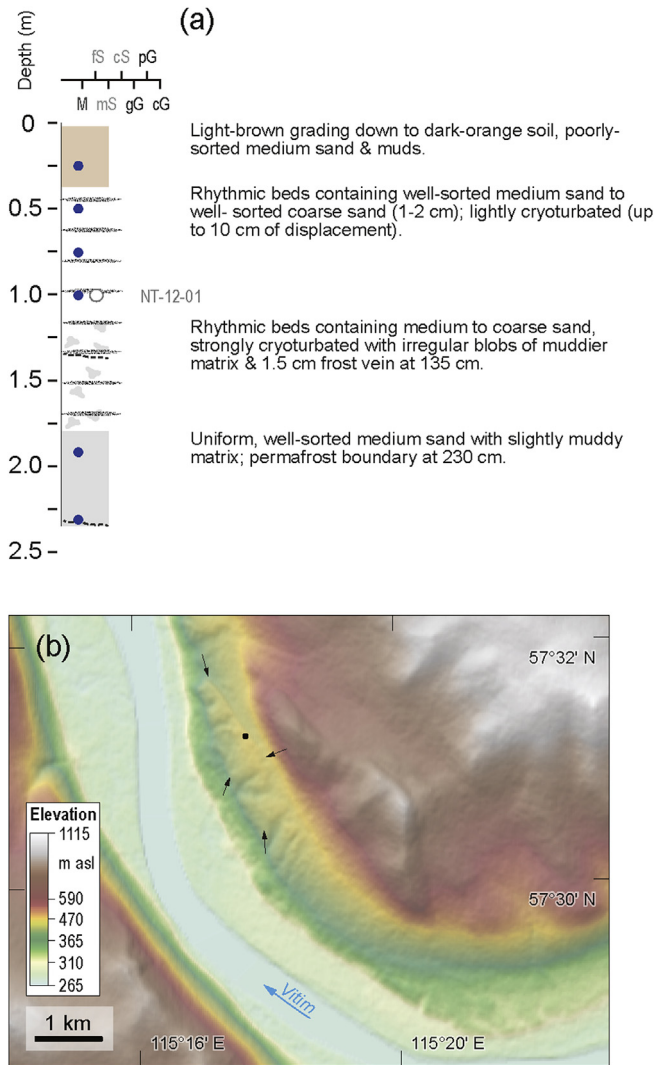 (a)
Depth (m)
fS cS pG
M mS gG cG
0
0.5
1.0
1.5
2.0
2.5
Light-brown grading down to dark-orange soil, poorly-
sorted medium sand & muds.
Rhythmic beds containing well-sorted medium sand to
well- sorted coarse sand (1-2 cm); lightly cryoturbated (up
to 10 cm of displacement).
NT-12-01
Rhythmic beds containing medium to coarse sand,
strongly cryoturbated with irregular blobs of muddier
matrix & 1.5 cm frost vein at 135 cm.
Uniform, well-sorted medium sand with slightly muddy
matrix; permafrost boundary at 230 cm.
(b)
57°32' N
Elevation
1115
m asl
590
470
365
310
265
57°30' N
Vitim
1 km
115°16' E
115°20' E